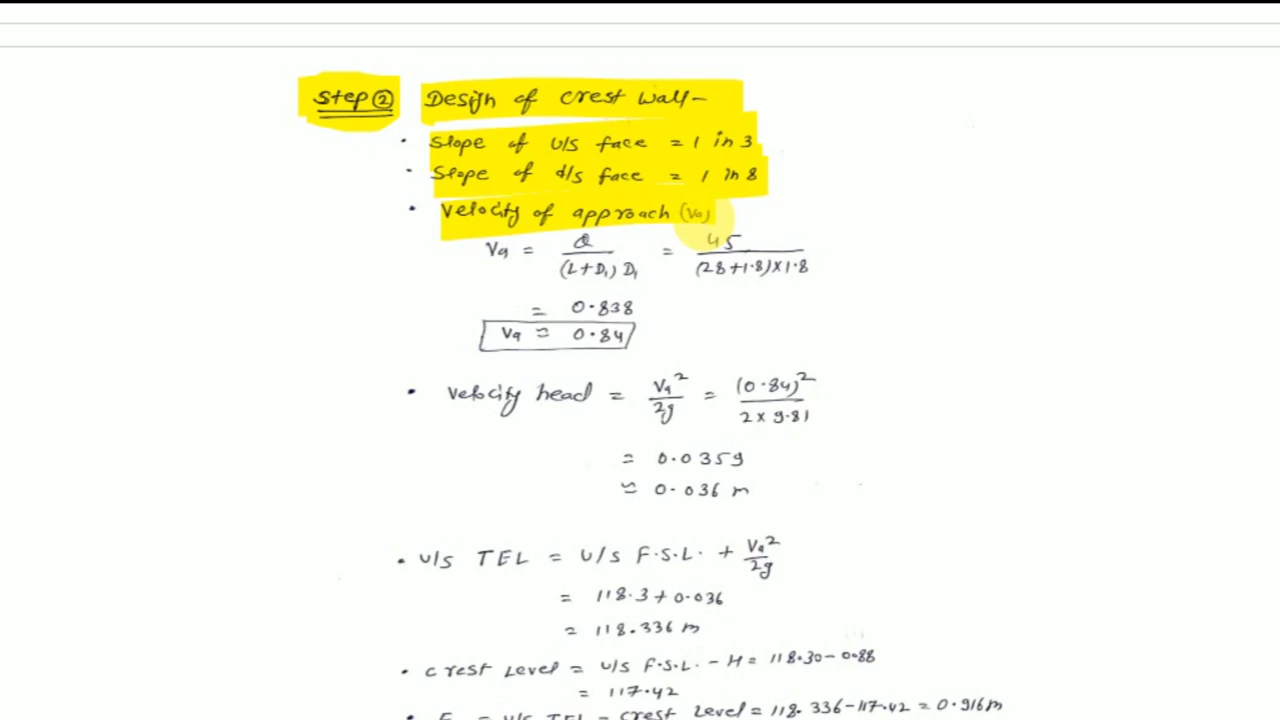 Step ② Design of crest wall-
• Slope of U/S face = 1 in 3
• Slope of d/s face = 1 in 8
• Velocity of approach (Va)
Va = Q / (L+D₁) D₁ = 45 / (28+1.8)×1.8
= 0.838
Va = 0.84
• Velocity head = Va² / 2g = (0.84)² / 2 × 9.81
= 0.0359
≈ 0.036 m
• U/S TEL = U/S F.S.L. + Va² / 2g
= 118.3 + 0.036
= 118.336 m
• Crest Level = U/S F.S.L. - H = 118.30 - 0.88
= 117.42
= U/S TEL - Crest Level = 118.336 - 117.42 = 0.916m